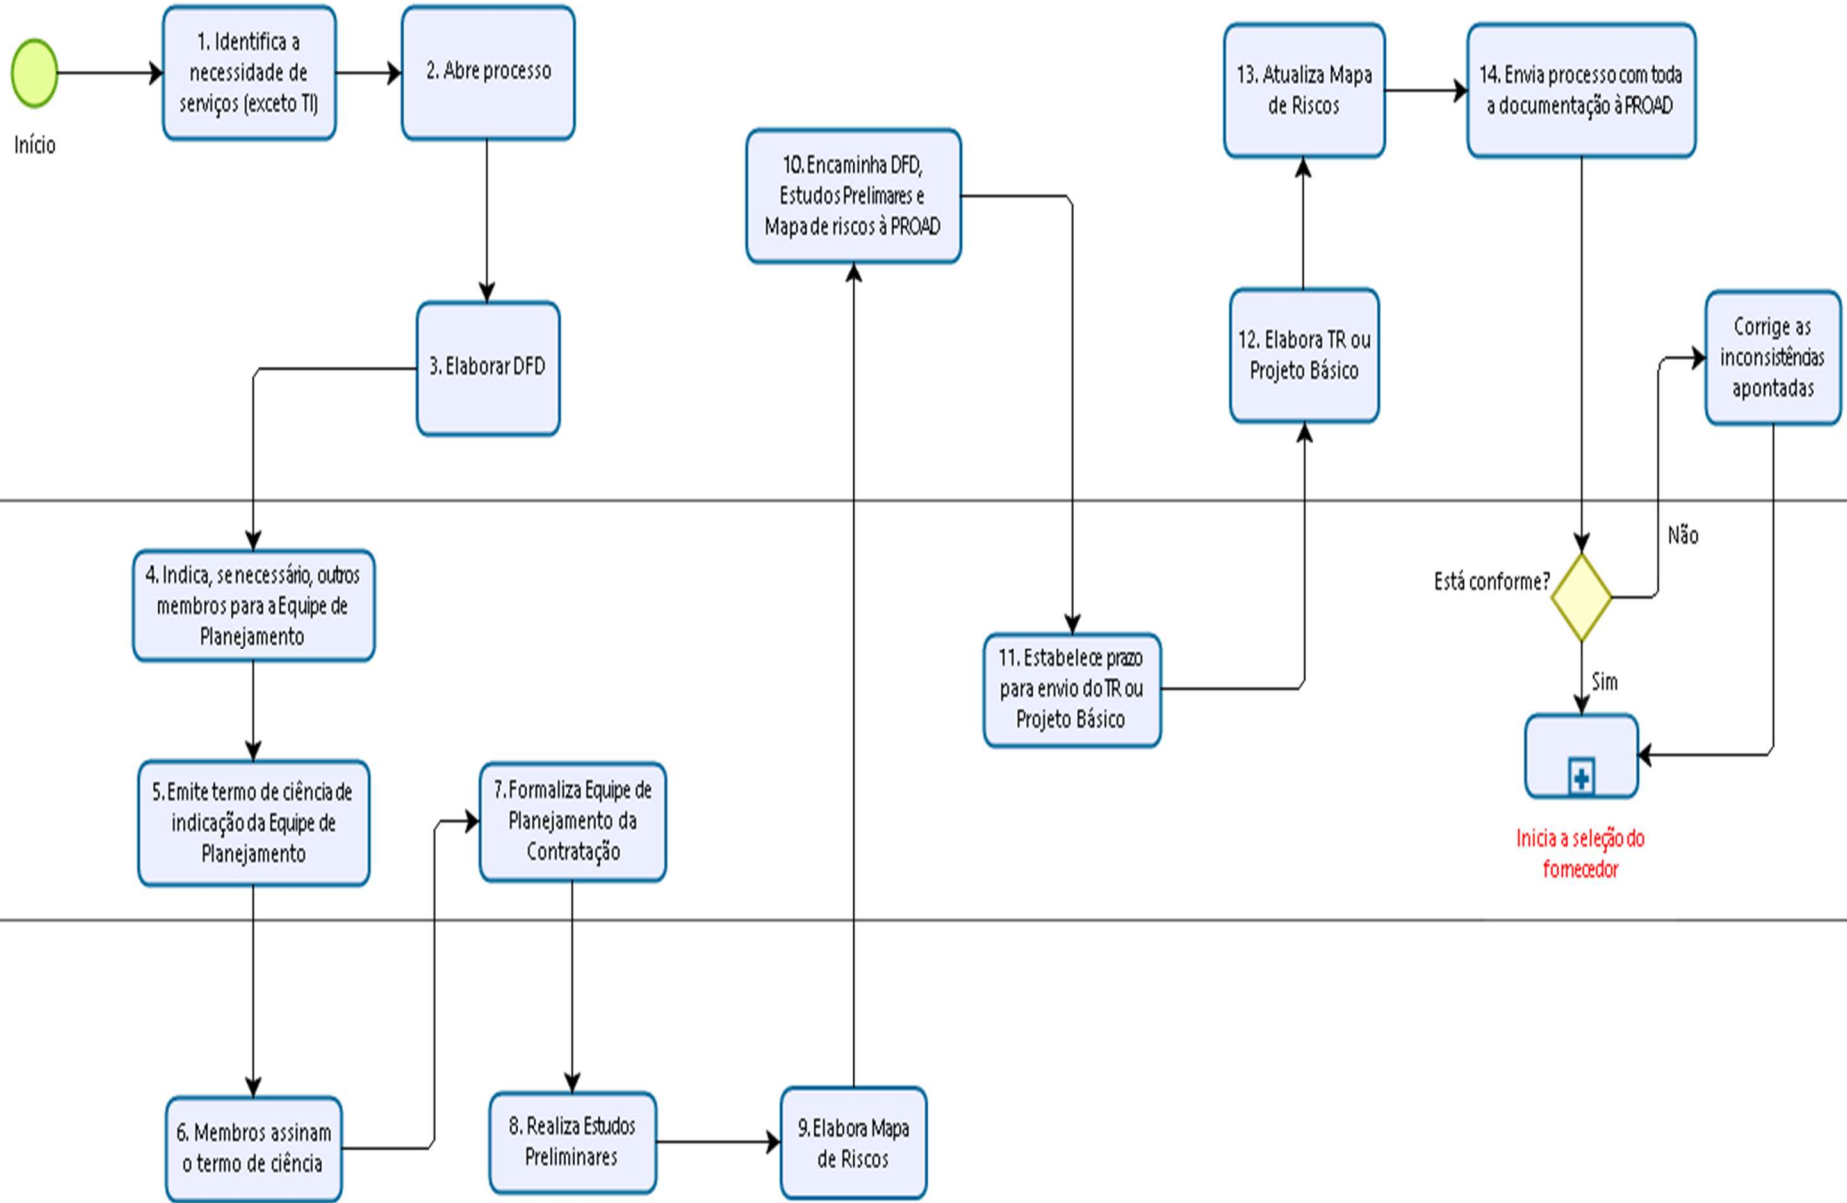 Início
1. Identifica a
necessidade de
serviços (exceto TI)
2. Abre processo
3. Elaborar DFD
4. Indica, se necessário, outros
membros para a Equipe de
Planejamento
5. Emite termo de ciência de
indicação da Equipe de
Planejamento
6. Membros assinam
o termo de ciência
7. Formaliza Equipe de
Planejamento da
Contratação
8. Realiza Estudos
Preliminares
9. Elabora Mapa
de Riscos
10. Encaminha DFD,
Estudos Prelimares e
Mapa de riscos à PROAD
11. Estabelece prazo
para envio do TR ou
Projeto Básico
12. Elabora TR ou
Projeto Básico
13. Atualiza Mapa
de Riscos
14. Envia processo com toda
a documentação à PROAD
Está conforme?
Não
Corrige as
inconsistências
apontadas
Sim
Inicia a seleção do
fornecedor